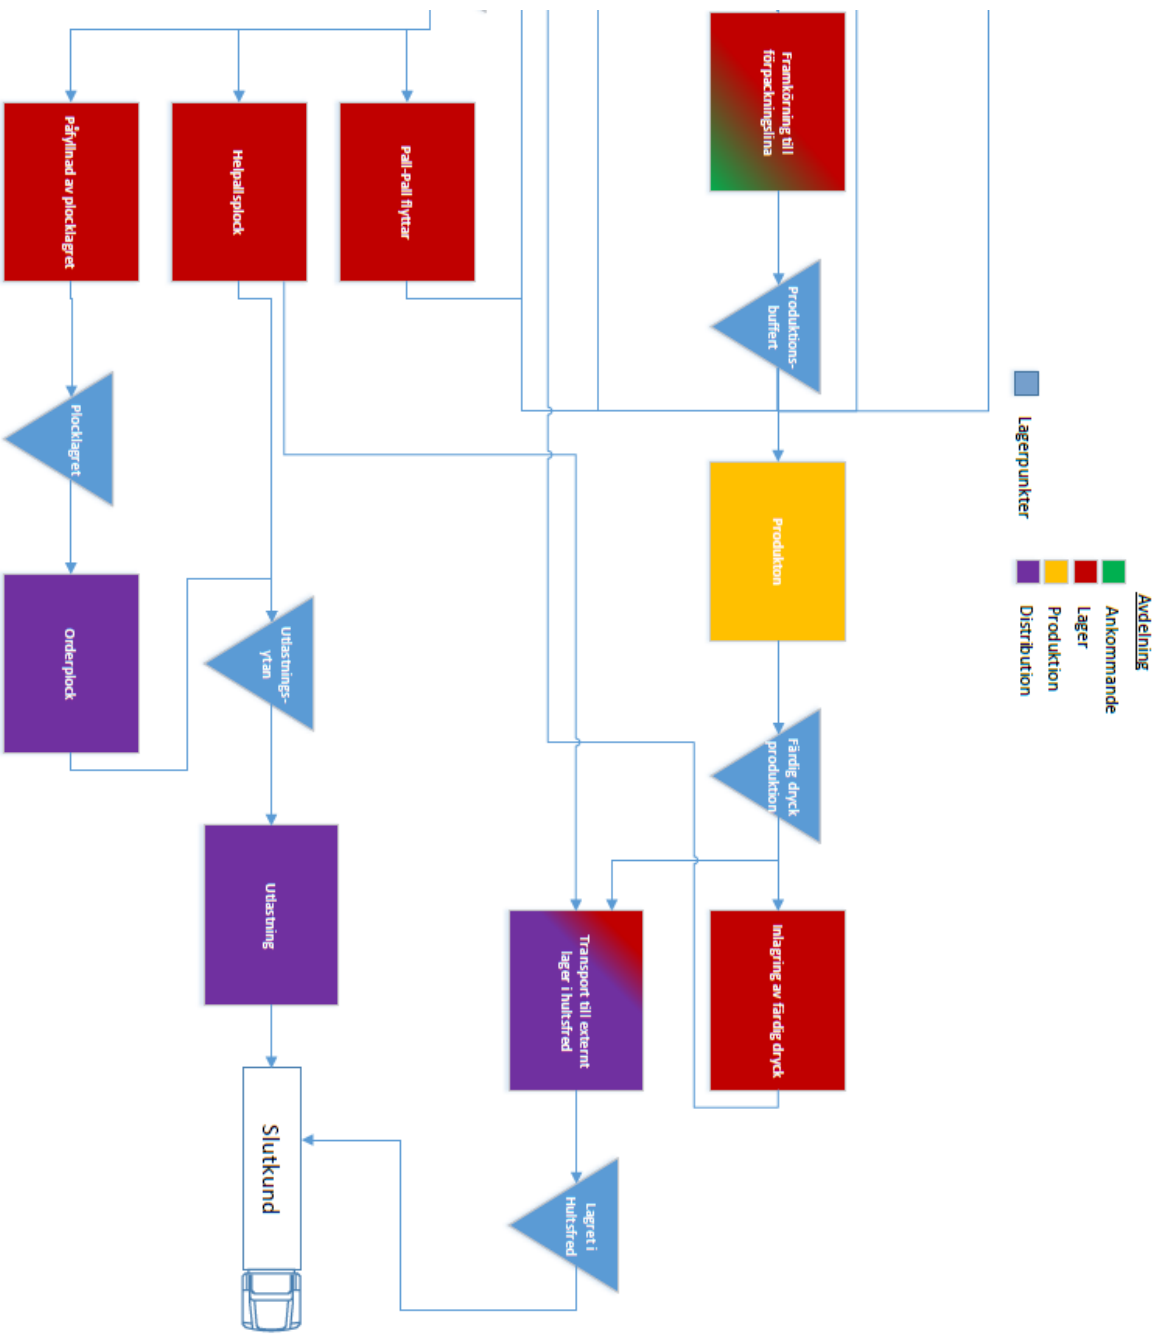 Avdelning
Ankommande
Lager
Produktion
Distribution
Lagerpunkter
Framkörning till
förpackningslina
Produktions-
buffert
Produkton
Färdig dryck
produktion
Inlagring av färdig dryck
Transport till externt
lager i hultsfred
Lagret i
Hultsfred
Pall-Pall flyttar
Helpallsplock
Utlastnings-
ytan
Utlastning
Slutkund
Påfyllnad av plocklagret
Plocklagret
Orderplock